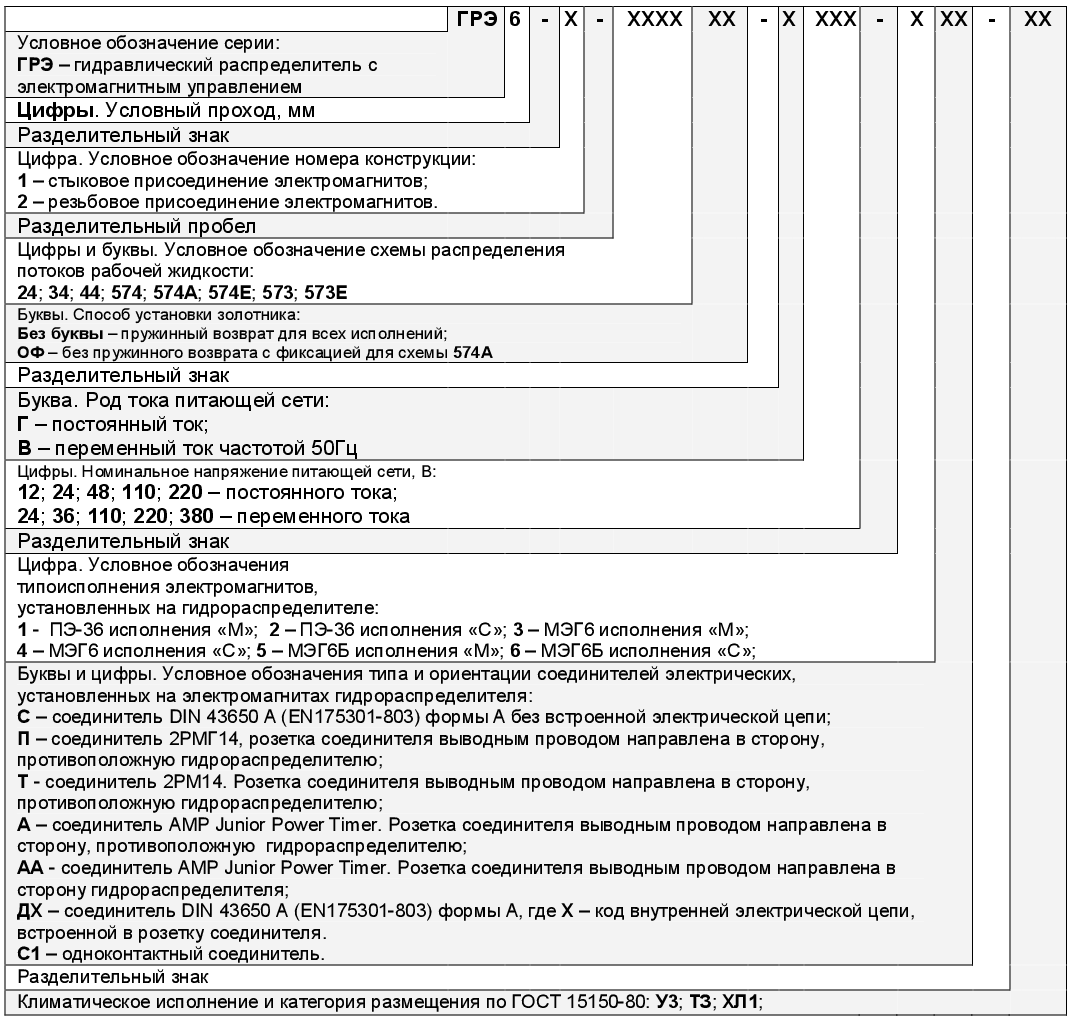 ГРЭ 6 - Х - ХХХХ ХХ - Х ХХХ - Х ХХ - ХХ
Условное обозначение серии:
ГРЭ – гидравлический распределитель с
электромагнитным управлением
Цифры. Условный проход, мм
Разделительный знак
Цифра. Условное обозначение номера конструкции:
1 – стыковое присоединение электромагнитов;
2 – резьбовое присоединение электромагнитов.
Разделительный пробел
Цифры и буквы. Условное обозначение схемы распределения
потоков рабочей жидкости:
24; 34; 44; 574; 574А; 574Е; 573; 573Е
Буквы. Способ установки золотника:
Без буквы – пружинный возврат для всех исполнений;
ОФ – без пружинного возврата с фиксацией для схемы 574А
Разделительный знак
Буква. Род тока питающей сети:
Г – постоянный ток;
В – переменный ток частотой 50Гц
Цифры. Номинальное напряжение питающей сети, В:
12; 24; 48; 110; 220 – постоянного тока;
24; 36; 110; 220; 380 – переменного тока
Разделительный знак
Цифра. Условное обозначения
типоисполнения электромагнитов,
установленных на гидрораспределителе:
1 - ПЭ-36 исполнения «М»; 2 – ПЭ-36 исполнения «С»; 3 – МЭГ6 исполнения «М»;
4 – МЭГ6 исполнения «С»; 5 – МЭГ6Б исполнения «М»; 6 – МЭГ6Б исполнения «С»;
Буквы и цифры. Условное обозначения типа и ориентации соединителей электрических,
установленных на электромагнитах гидрораспределителя:
С – соединитель DIN 43650 А (EN175301-803) формы А без встроенной электрической цепи;
П – соединитель 2РМГ14, розетка соединителя выводным проводом направлена в сторону,
противоположную гидрораспределителю;
Т - соединитель 2РМ14. Розетка соединителя выводным проводом направлена в сторону,
противоположную гидрораспределителю;
А – соединитель AMP Junior Power Timer. Розетка соединителя выводным проводом направлена в
сторону, противоположную гидрораспределителю;
АА - соединитель AMP Junior Power Timer. Розетка соединителя выводным проводом направлена в
сторону гидрораспределителя;
ДХ – соединитель DIN 43650 А (EN175301-803) формы А, где Х – код внутренней электрической цепи,
встроенной в розетку соединителя.
С1 – одноконтактный соединитель.
Разделительный знак
Климатическое исполнение и категория размещения по ГОСТ 15150-80: У3; Т3; ХЛ1;